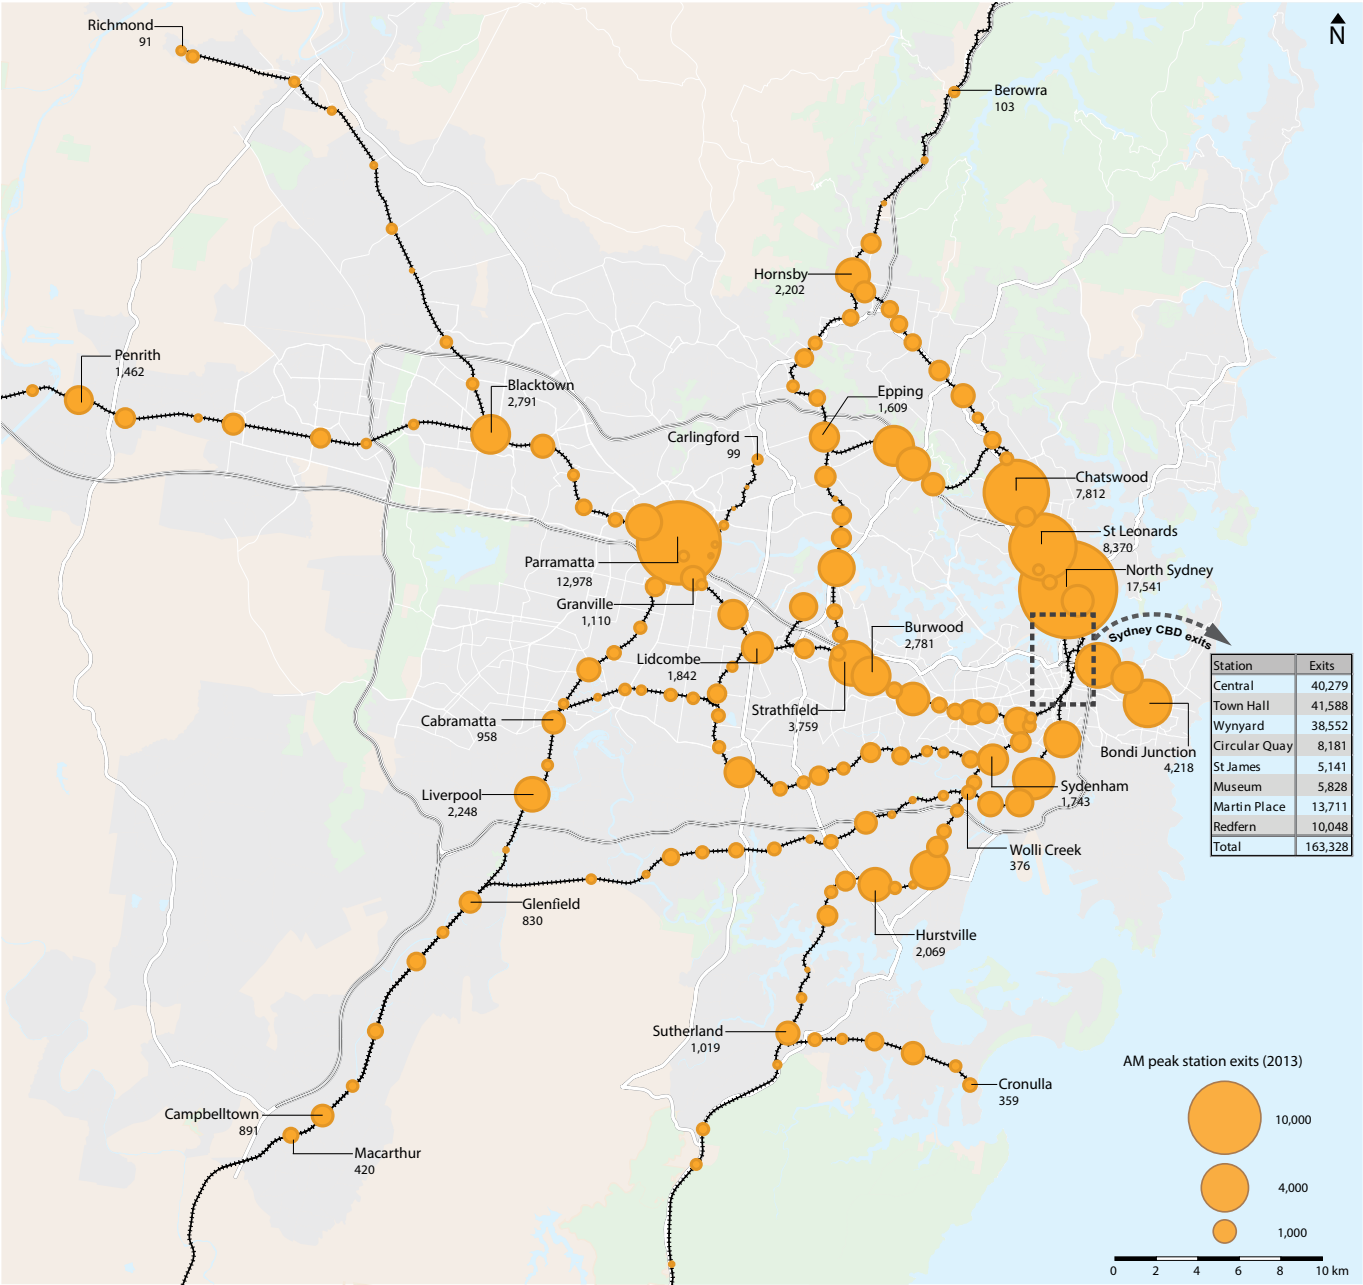 Richmond
91
N
Berowra
103
Hornsby
2,202
Penrith
1,462
Blacktown
2,791
Epping
1,609
Carlingford
99
Chatswood
7,812
St Leonards
8,370
North Sydney
17,541
Parramatta
12,978
Granville
1,110
Burwood
2,781
Sydney CBD exits
Lidcombe
1,842
Station Exits
Central 40,279
Town Hall 41,588
Wynyard 38,552
Circular Quay 8,181
St James 5,141
Museum 5,828
Martin Place 13,711
Redfern 10,048
Total 163,328
Strathfield
3,759
Cabramatta
958
Bondi Junction
4,218
Liverpool
2,248
Sydenham
1,743
Wolli Creek
376
Glenfield
830
Hurstville
2,069
Sutherland
1,019
Cronulla
359
Campbelltown
891
Macarthur
420
AM peak station exits (2013)
10,000
4,000
1,000
0 2 4 6 8 10 km